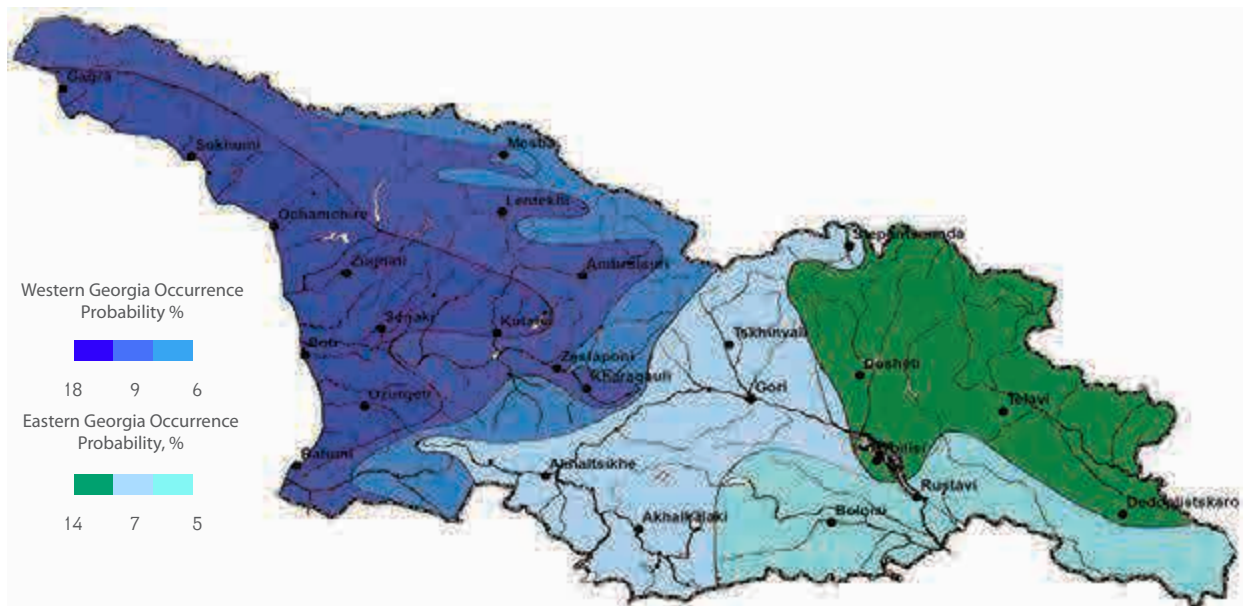 Gagra
Sokhumi
Mestia
Ochamchire
Lentekhi
Stepantsminda
Zugdidi
Ambrolauri
Western Georgia Occurrence
Probability %
18 9 6
Senaki
Kutaisi
Tskhinvali
Poti
Zestaponi
Dusheti
Kharagauli
Gori
Ozurgeti
Telavi
Eastern Georgia Occurrence
Probability, %
14 7 5
Batumi
Tbilisi
Akhaltsikhe
Rustavi
Akhalkalaki
Bolnisi
Dedoplistskaro